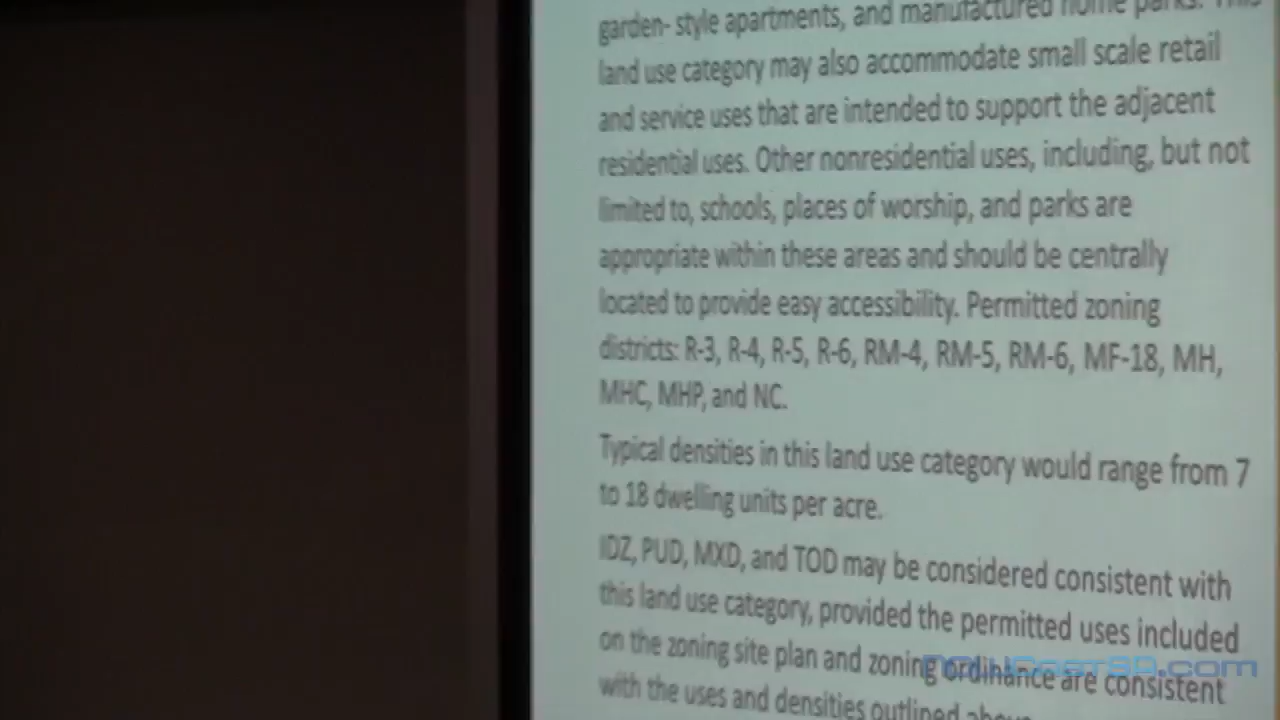 garden- style apartments, and manufactured home parks. This
land use category may also accommodate small scale retail
and service uses that are intended to support the adjacent
residential uses. Other nonresidential uses, including, but not
limited to, schools, places of worship, and parks are
appropriate within these areas and should be centrally
located to provide easy accessibility. Permitted zoning
districts: R-3, R-4, R-5, R-6, RM-4, RM-5, RM-6, MF-18, MH,
MHC, MHP, and NC.
Typical densities in this land use category would range from 7
to 18 dwelling units per acre.
IDZ, PUD, MXD, and TOD may be considered consistent with
this land use category, provided the permitted uses included
on the zoning site plan and zoning ordinance are consistent
with the uses and densities outlined above
NowCastSA.com